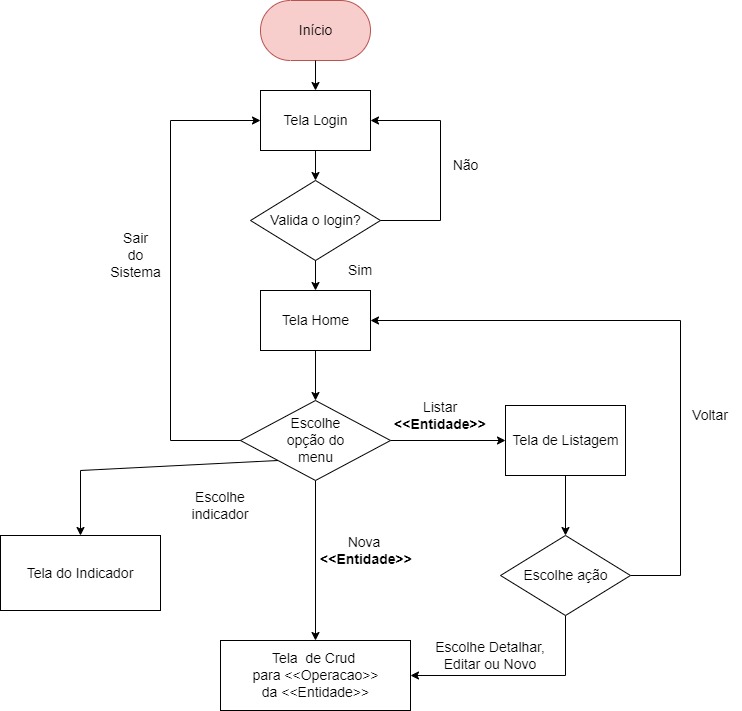 Início
Tela Login
Não
Valida o login?
Sair
do
Sistema
Sim
Tela Home
Listar
<<Entidade>>
Escolhe
opção do
menu
Tela de Listagem
Voltar
Escolhe
indicador
Nova
<<Entidade>>
Tela do Indicador
Escolhe ação
Escolhe Detalhar,
Editar ou Novo
Tela  de Crud
para <<Operacao>>
da <<Entidade>>